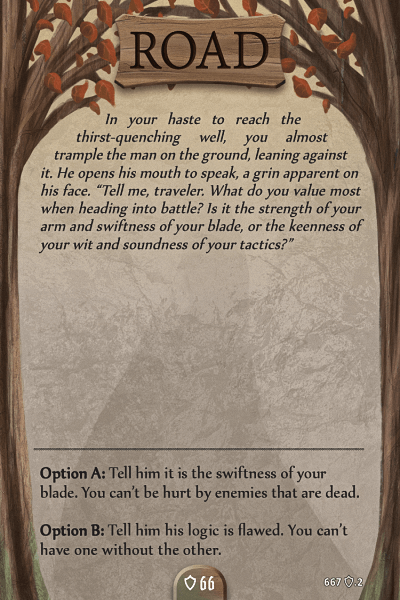 ROAD
In your haste to reach the
thirst-quenching well, you almost
trample the man on the ground, leaning against
it. He opens his mouth to speak, a grin apparent on
his face. “Tell me, traveler. What do you value most
when heading into battle? Is it the strength of your
arm and swiftness of your blade, or the keenness of
your wit and soundness of your tactics?”
Option A: Tell him it is the swiftness of your
blade. You can't be hurt by enemies that are dead.
Option B: Tell him his logic is flawed. You can't
have one without the other.
66
667 .2